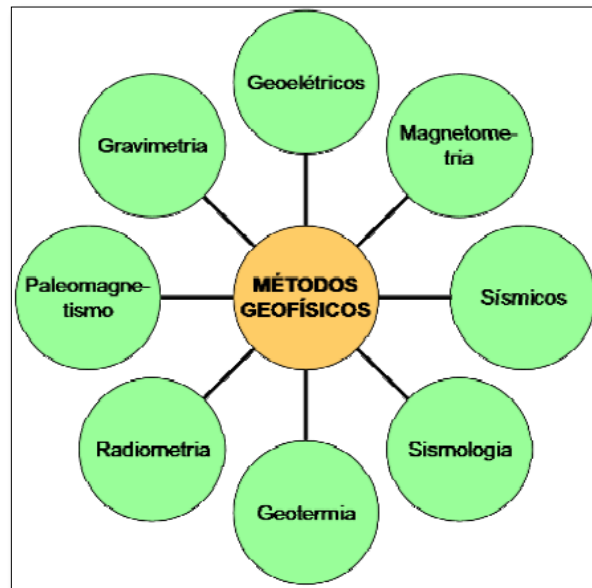 Geoelétricos
Magnetome-
tria
Sísmicos
Sismologia
Geotermia
Radiometria
Paleomagne-
tismo
Gravimetria
MÉTODOS
GEOFÍSICOS